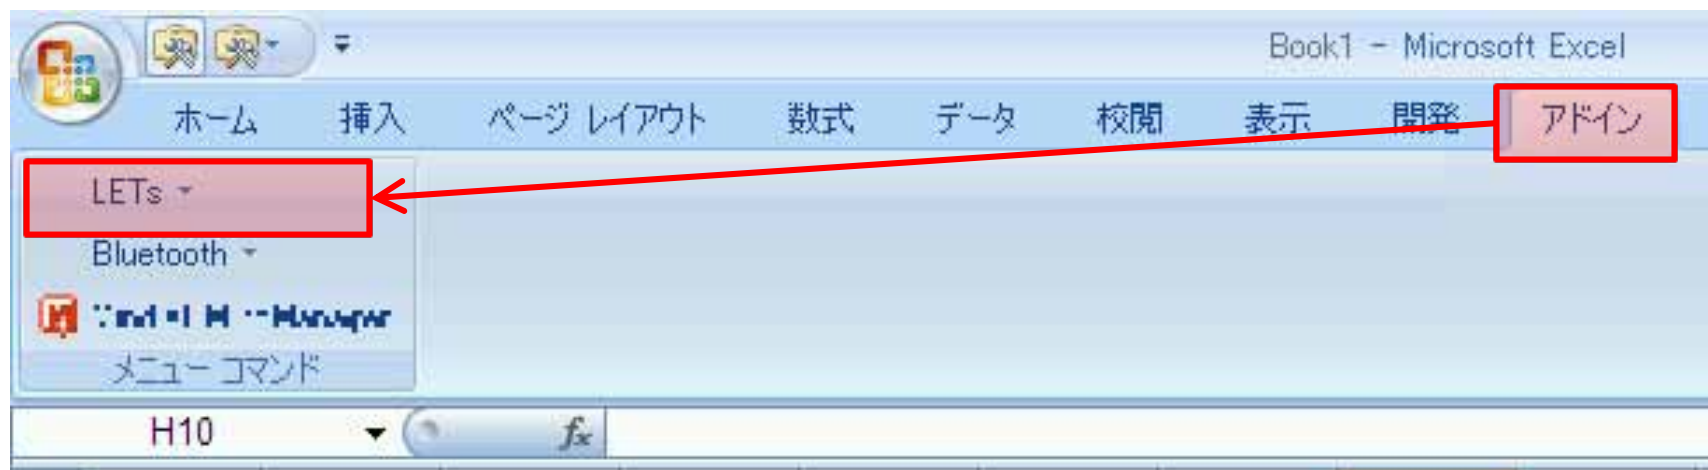 Book1 - Microsoft Excel
ホーム 挿入 ページ レイアウト 数式 データ 校閲 表示 開発 アドイン
LETs
Bluetooth
Manager
メニュー コマンド
H10 fx